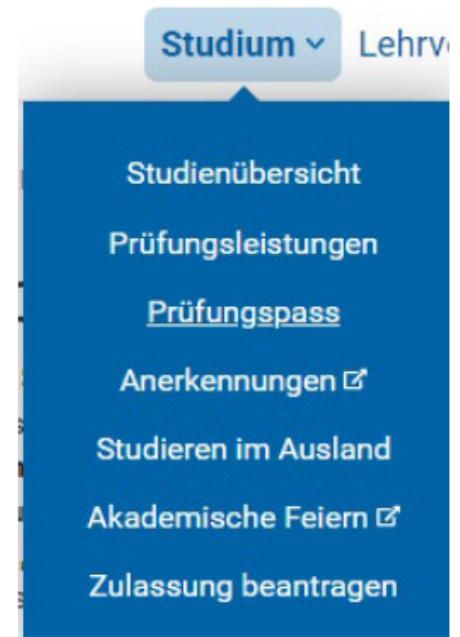 Studium
Studienübersicht
Prüfungsleistungen
Prüfungspass
Anerkennungen
Studieren im Ausland
Akademische Feiern
Zulassung beantragen